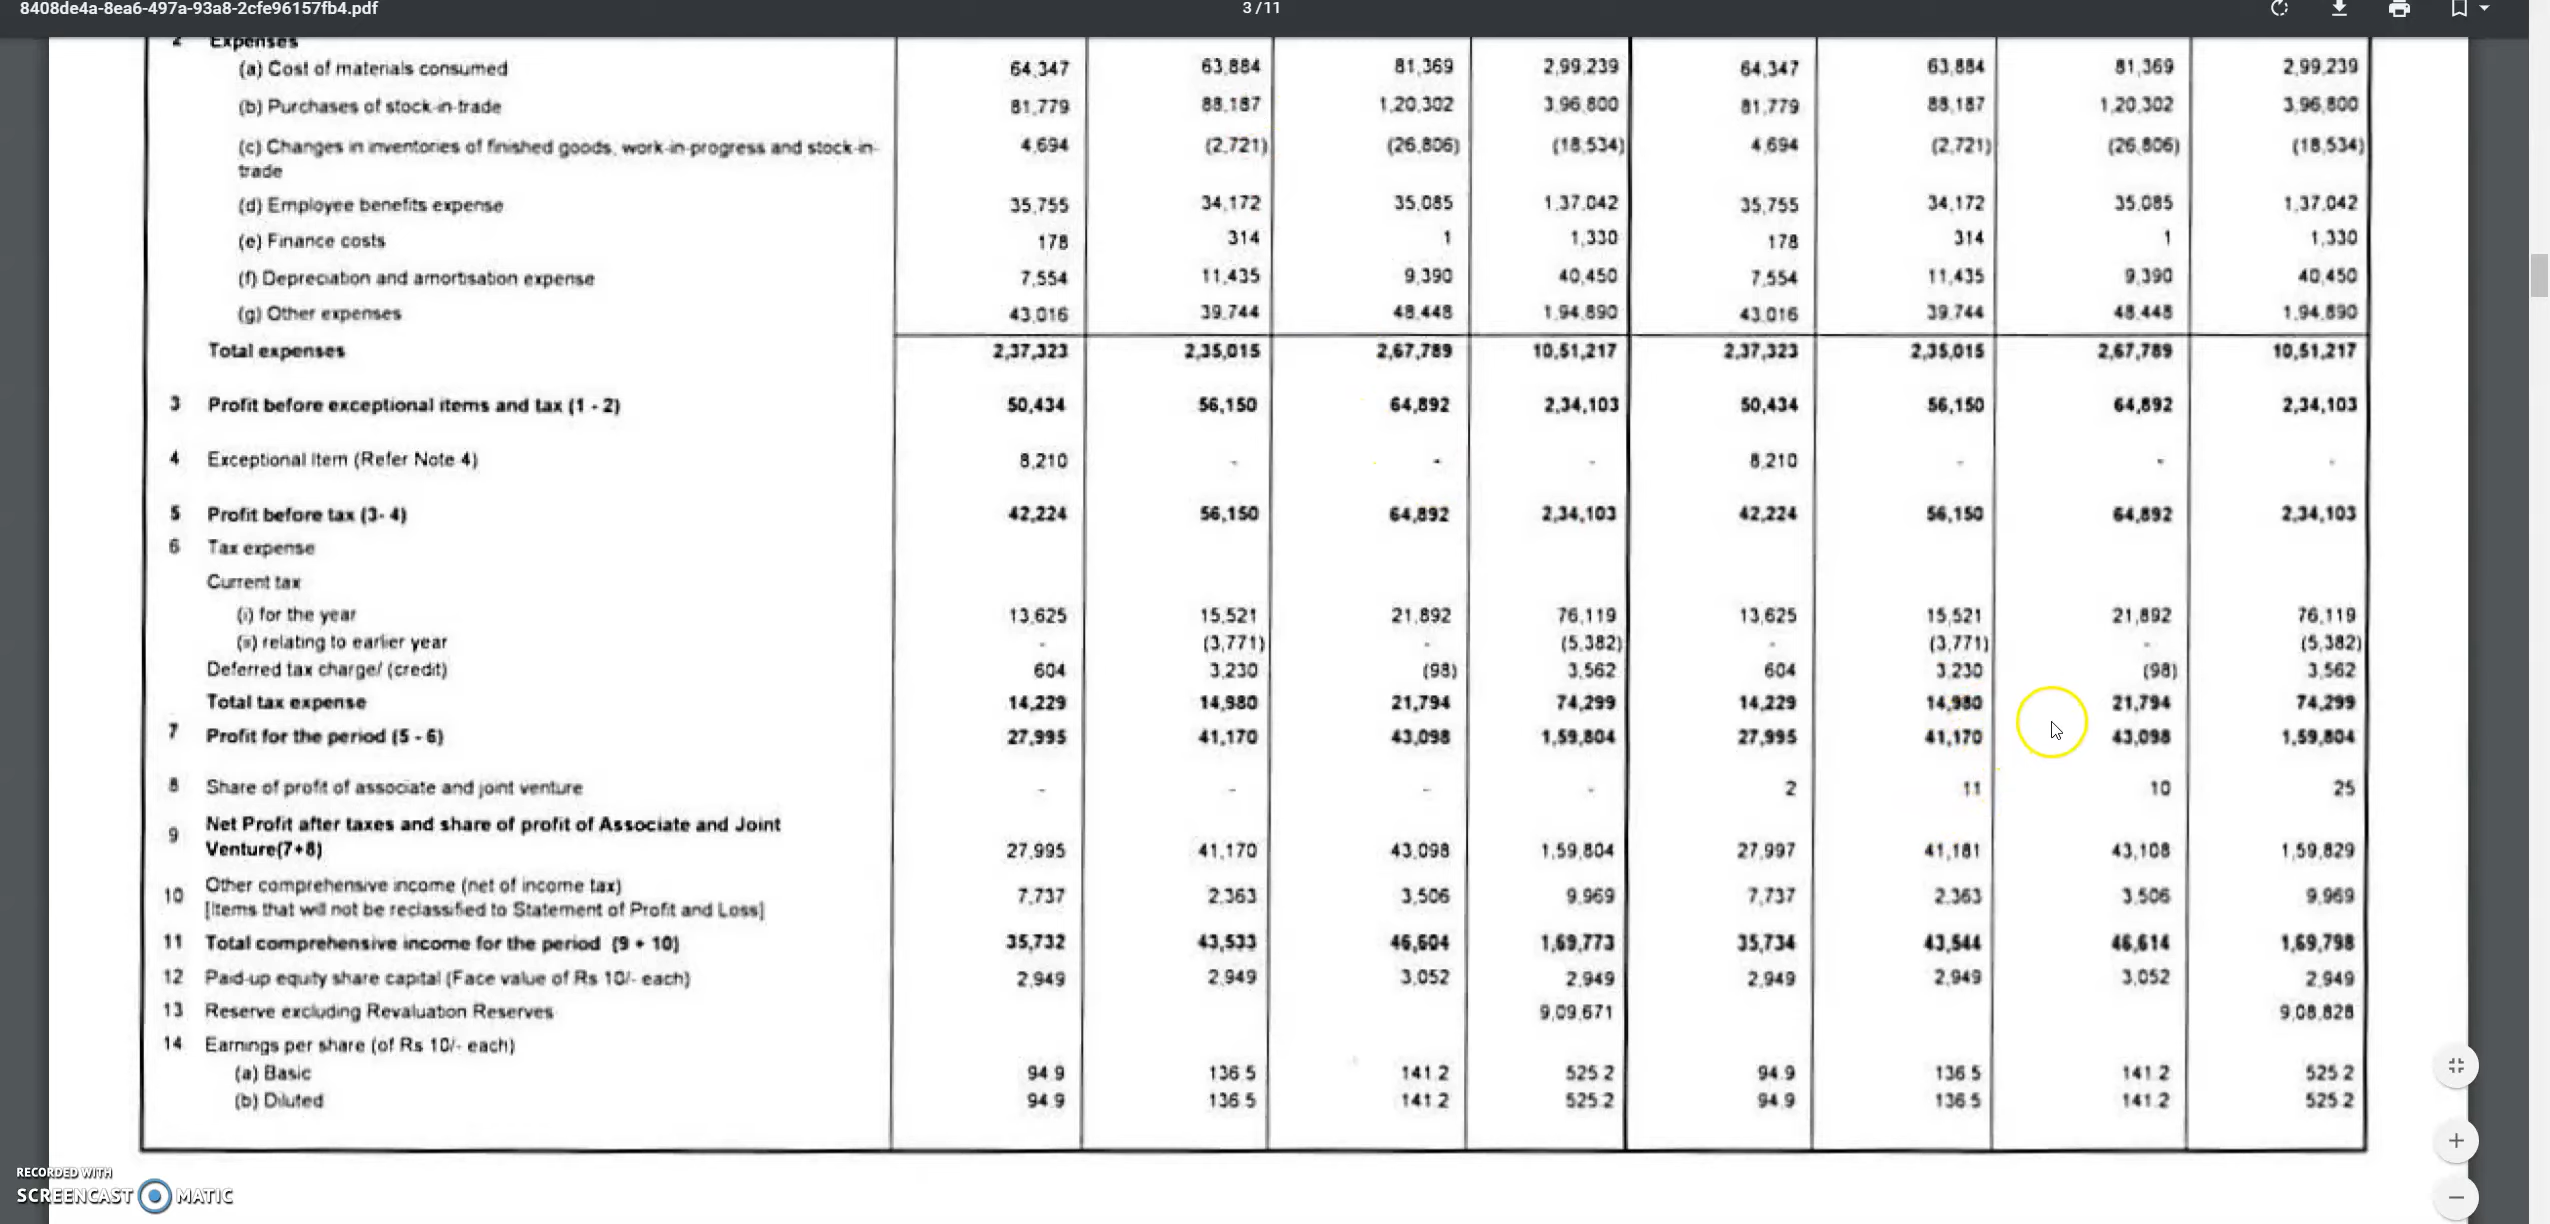 8408de4a-8ea6-497a-93a8-2cfe96157fb4.pdf 3 / 11
2 Expenses
(a) Cost of materials consumed 64,347 63,884 81,369 2,99,239 64,347 63,884 81,369 2,99,239
(b) Purchases of stock-in-trade 81,779 88,187 1,20,302 3,96,800 81,779 88,187 1,20,302 3,96,800
(c) Changes in inventories of finished goods, work-in-progress and stock-in- 4,694 (2,721) (26,806) (18,534) 4,694 (2,721) (26,806) (18,534)
trade
(d) Employee benefits expense 35,755 34,172 35,085 1,37,042 35,755 34,172 35,085 1,37,042
(e) Finance costs 178 314 1 1,330 178 314 1 1,330
(f) Depreciation and amortisation expense 7,554 11,435 9,390 40,450 7,554 11,435 9,390 40,450
(g) Other expenses 43,016 39,744 48,448 1,94,890 43,016 39,744 48,448 1,94,890
Total expenses 2,37,323 2,35,015 2,67,789 10,51,217 2,37,323 2,35,015 2,67,789 10,51,217
3 Profit before exceptional items and tax (1 - 2) 50,434 56,150 64,892 2,34,103 50,434 56,150 64,892 2,34,103
4 Exceptional Item (Refer Note 4) 8,210 - - - 8,210 - - -
5 Profit before tax (3- 4) 42,224 56,150 64,892 2,34,103 42,224 56,150 64,892 2,34,103
6 Tax expense
Current tax
(i) for the year 13,625 15,521 21,892 76,119 13,625 15,521 21,892 76,119
(ii) relating to earlier year - (3,771) - (5,382) - (3,771) - (5,382)
Deferred tax charge/ (credit) 604 3,230 (98) 3,562 604 3,230 (98) 3,562
Total tax expense 14,229 14,980 21,794 74,299 14,229 14,980 21,794 74,299
7 Profit for the period (5 - 6) 27,995 41,170 43,098 1,59,804 27,995 41,170 43,098 1,59,804
8 Share of profit of associate and joint venture - - - - 2 11 10 25
Net Profit after taxes and share of profit of Associate and Joint
9 Venture(7+8) 27,995 41,170 43,098 1,59,804 27,997 41,181 43,108 1,59,829
10 Other comprehensive income (net of income tax) 7,737 2,363 3,506 9,969 7,737 2,363 3,506 9,969
[Items that will not be reclassified to Statement of Profit and Loss]
11 Total comprehensive income for the period (9 + 10) 35,732 43,533 46,604 1,69,773 35,734 43,544 46,614 1,69,798
12 Paid-up equity share capital (Face value of Rs 10/- each) 2,949 2,949 3,052 2,949 2,949 2,949 3,052 2,949
13 Reserve excluding Revaluation Reserves 9,09,671 9,08,828
14 Earnings per share (of Rs 10/- each)
(a) Basic 94.9 136.5 141.2 525.2 94.9 136.5 141.2 525.2
(b) Diluted 94.9 136.5 141.2 525.2 94.9 136.5 141.2 525.2
RECORDED WITH
SCREENCAST MATIC